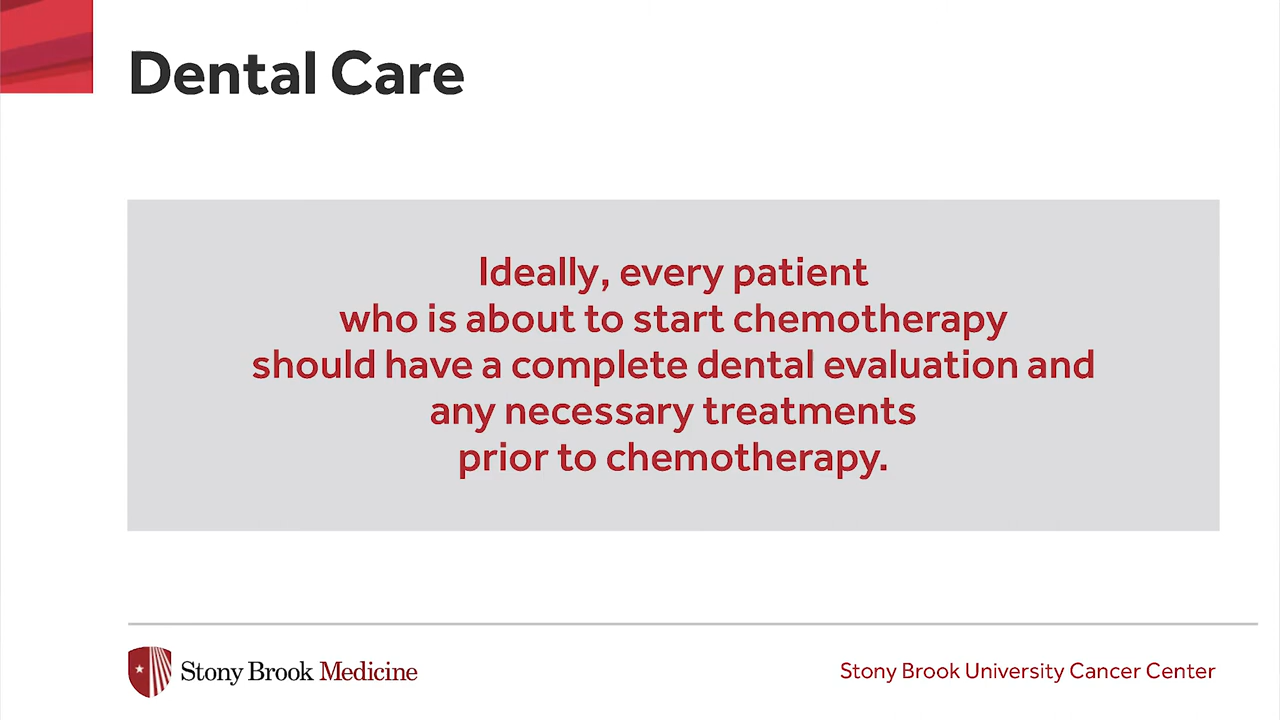 Dental Care
Ideally, every patient
who is about to start chemotherapy
should have a complete dental evaluation and
any necessary treatments
prior to chemotherapy.
Stony Brook Medicine
Stony Brook University Cancer Center